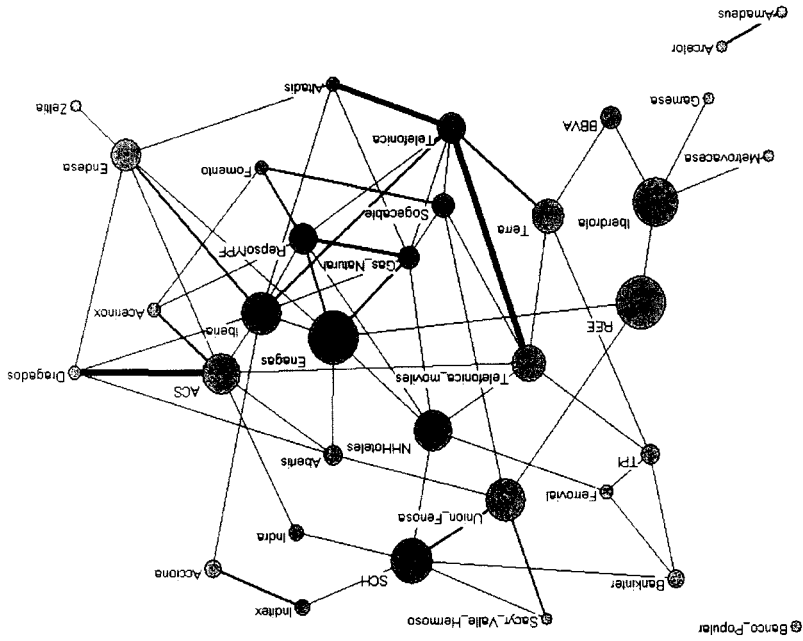 Banco_Popular
Sacyr_Valle_Hermoso
Inditex
Bankinter
SCH
Acciona
Indra
Union_Fenosa
Ferrovial
TPI
Abertis
NHHoteles
ACS
Telefonica_moviles
Dragados
Enagas
iberia
REE
Acerinox
Gas_Natural
RepsolYPF
Terra
Iberdrola
Sogecable
Fomento
Endesa
Metrovacesa
Telefonica
BBVA
Zeltia
Gamesa
Altadis
Arcelor
Amadeus